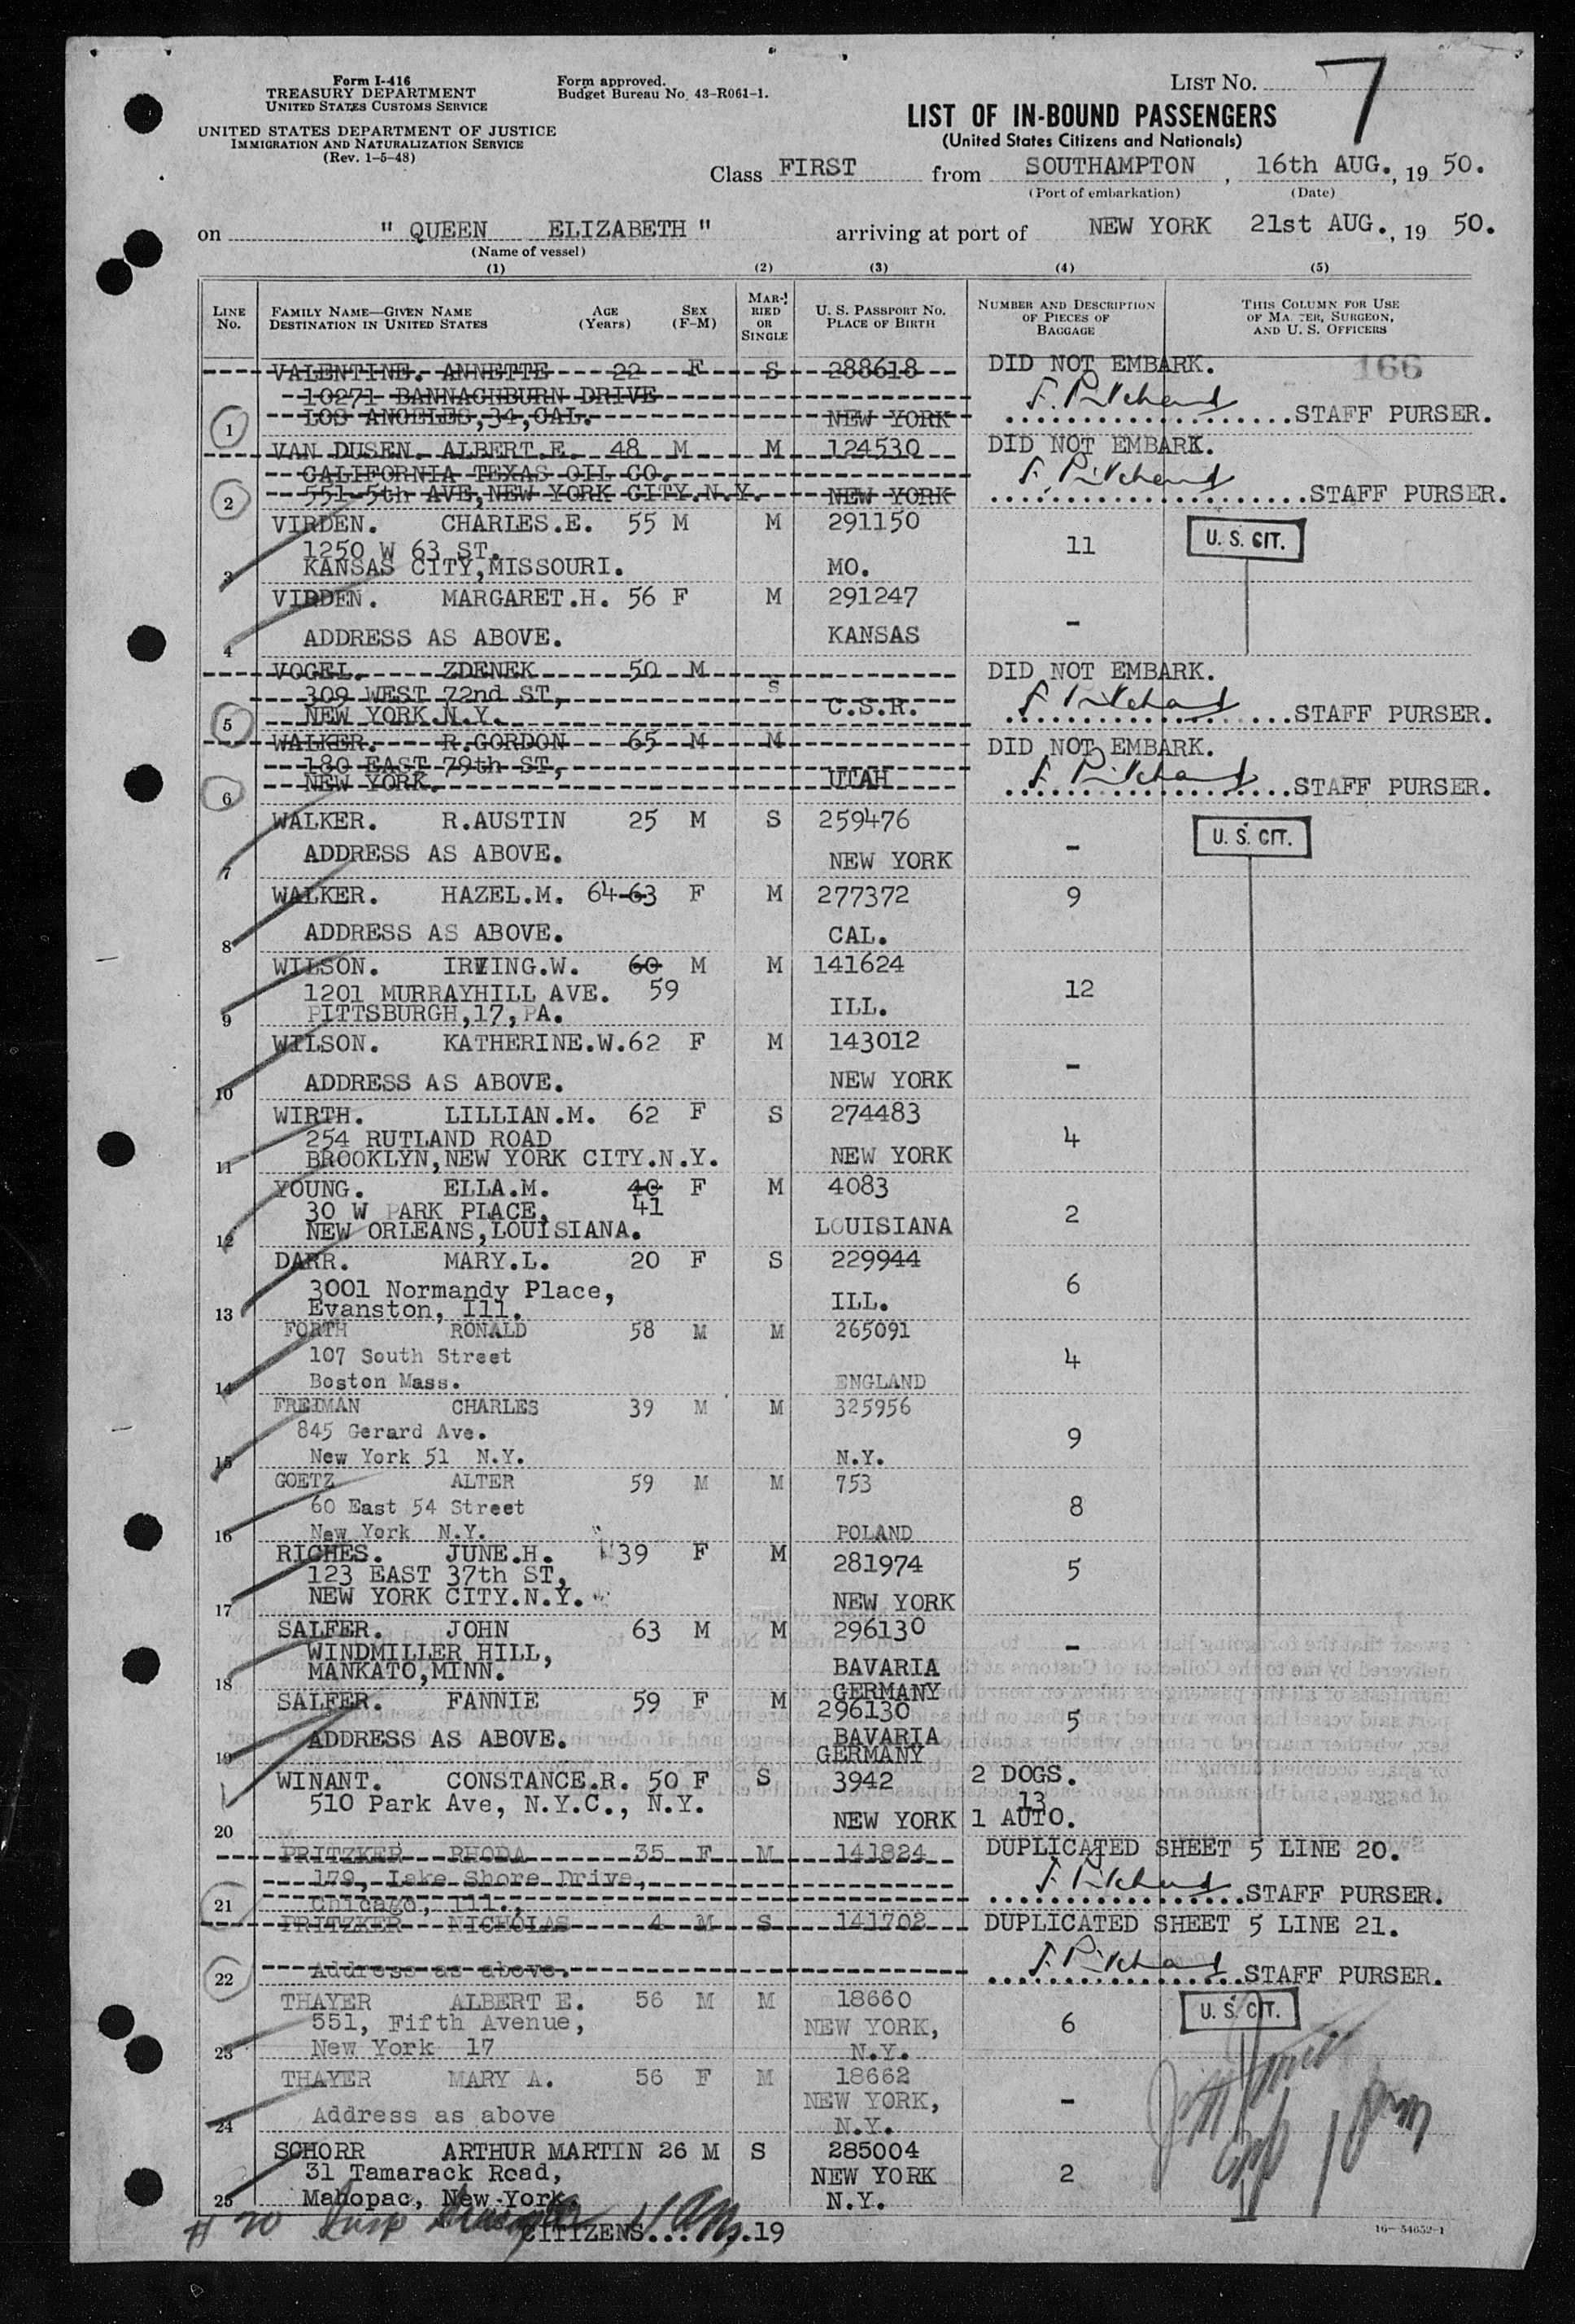 Form I-416
TREASURY DEPARTMENT
UNITED STATES CUSTOMS SERVICE
UNITED STATES DEPARTMENT OF JUSTICE
IMMIGRATION AND NATURALIZATION SERVICE
(Rev. 1-5-48)
Form approved.
Budget Bureau No. 43-R061-1.
LIST NO. 7
LIST OF IN-BOUND PASSENGERS
(United States Citizens and Nationals)
Class FIRST from SOUTHAMPTON, 16th AUG., 19 50.
(Port of embarkation) (Date)
on " QUEEN ELIZABETH " arriving at port of NEW YORK 21st AUG., 19 50.
(Name of vessel)
(1) (2) (3) (4) (5)
LINE NO. FAMILY NAME—GIVEN NAME DESTINATION IN UNITED STATES AGE (Years) SEX (F-M) MARRIED OR SINGLE U. S. PASSPORT NO. PLACE OF BIRTH NUMBER AND DESCRIPTION OF PIECES OF BAGGAGE THIS COLUMN FOR USE OF MASTER, SURGEON, AND U. S. OFFICERS
166
VALENTINE. ANNETTE 22 F S 288618 DID NOT EMBARK.
10271 BANNACHBURN DRIVE
1 LOS ANGELES,34,CAL. NEW YORK F. Pritchard STAFF PURSER.
VAN DUSEN. ALBERT.E. 48 M M 124530 DID NOT EMBARK.
CALIFORNIA TEXAS OIL CO.
2 551-5th AVE,NEW YORK CITY.N.Y. NEW YORK F. Pritchard STAFF PURSER.
VIRDEN. CHARLES.E. 55 M M 291150 11 U. S. CIT.
1250 W 63 ST.
3 KANSAS CITY,MISSOURI. MO.
VIRDEN. MARGARET.H. 56 F M 291247 -
4 ADDRESS AS ABOVE. KANSAS
VOGEL. ZDENEK 50 M S DID NOT EMBARK.
309 WEST 72nd ST,
5 NEW YORK.N.Y. C.S.R. F. Pritchard STAFF PURSER.
WALKER. R.GORDON 65 M M DID NOT EMBARK.
180 EAST 79th ST,
6 NEW YORK. UTAH F. Pritchard STAFF PURSER.
WALKER. R.AUSTIN 25 M S 259476 - U. S. CIT.
7 ADDRESS AS ABOVE. NEW YORK
WALKER. HAZEL.M. 64 63 F M 277372 9
8 ADDRESS AS ABOVE. CAL.
WILSON. IRVING.W. 60 M M 141624 12
1201 MURRAYHILL AVE. 59
9 PITTSBURGH,17,PA. ILL.
WILSON. KATHERINE.W.62 F M 143012 -
10 ADDRESS AS ABOVE. NEW YORK
WIRTH. LILLIAN.M. 62 F S 274483 4
254 RUTLAND ROAD
11 BROOKLYN,NEW YORK CITY.N.Y. NEW YORK
YOUNG. ELLA.M. 40 F M 4083 2
30 W PARK PLACE, 41
12 NEW ORLEANS,LOUISIANA. LOUISIANA
DARR. MARY.L. 20 F S 229944 6
3001 Normandy Place,
13 Evanston, Ill. ILL.
FORTH RONALD 58 M M 265091 4
107 South Street
14 Boston Mass. ENGLAND
FREIMAN CHARLES 39 M M 325956 9
845 Gerard Ave.
15 New York 51 N.Y. N.Y.
GOETZ ALTER 59 M M 753 8
60 East 54 Street
16 New York N.Y. POLAND
RICHES. JUNE.H. 39 F M 281974 5
123 EAST 37th ST,
17 NEW YORK CITY.N.Y. NEW YORK
SALFER. JOHN 63 M M 296130 -
WINDMILLER HILL,
18 MANKATO,MINN. BAVARIA GERMANY
SALFER. FANNIE 59 F M 296130 5
19 ADDRESS AS ABOVE. BAVARIA GERMANY
WINANT. CONSTANCE.R. 50 F S 3942 2 DOGS.
510 Park Ave, N.Y.C., N.Y. 13
20 NEW YORK 1 AUTO.
PRITZKER RHODA 35 F M 141824 DUPLICATED SHEET 5 LINE 20.
179, Lake Shore Drive,
21 Chicago, Ill., F. Pritchard STAFF PURSER.
PRITZKER NICHOLAS 4 M S 141702 DUPLICATED SHEET 5 LINE 21.
22 Address as above. F. Pritchard STAFF PURSER.
THAYER ALBERT E. 56 M M 18660 6 U. S. CIT.
551, Fifth Avenue, NEW YORK,
23 New York 17 N.Y.
THAYER MARY A. 56 F M 18662 -
24 Address as above NEW YORK, N.Y.
SCHORR ARTHUR MARTIN 26 M S 285004 2
31 Tamarack Road, NEW YORK
25 Mahopac, New York. N.Y.
# 20
CITIZENS 19
16-54652-1